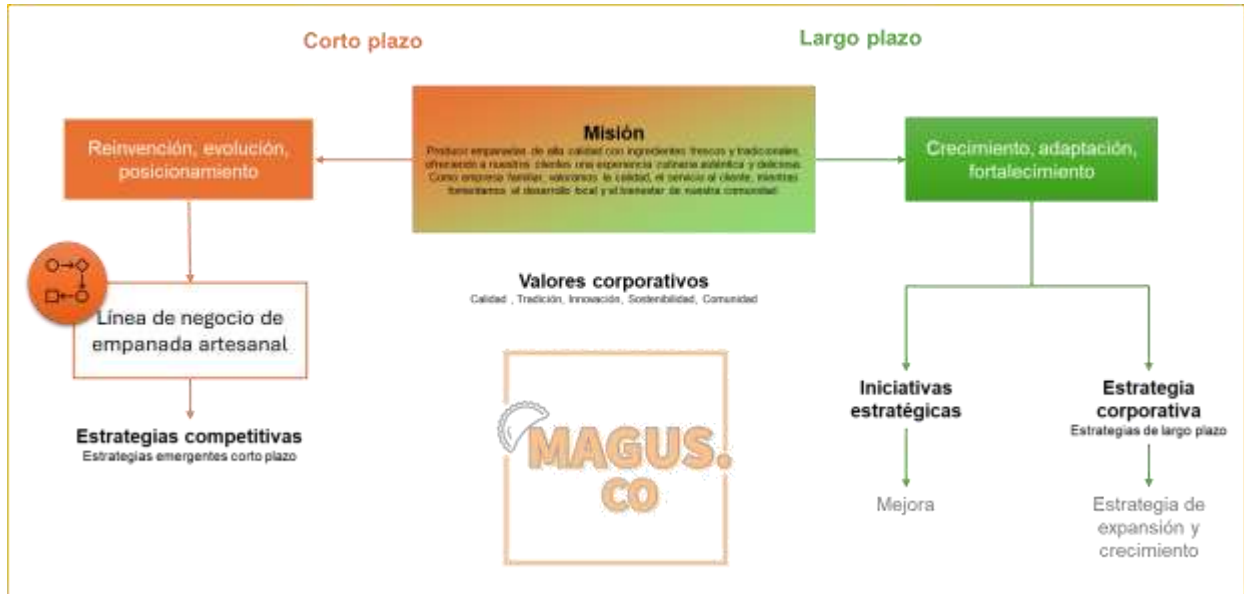 Corto plazo
Largo plazo
Misión
Producir empanadas de alta calidad con ingredientes frescos y tradicionales,
ofreciendo a nuestros clientes una experiencia culinaria auténtica y deliciosa.
Como empresa familiar, valoramos la calidad, el servicio al cliente, mientras
fomentamos el desarrollo local y el bienestar de nuestra comunidad
Reinvención, evolución,
posicionamiento
Crecimiento, adaptación,
fortalecimiento
Valores corporativos
Calidad , Tradición, Innovación, Sostenibilidad, Comunidad
Línea de negocio de
empanada artesanal
Estrategias competitivas
Estrategias emergentes corto plazo
MAGUS.
CO
Iniciativas
estratégicas
Mejora
Estrategia
corporativa
Estrategias de largo plazo
Estrategia de
expansión y
crecimiento